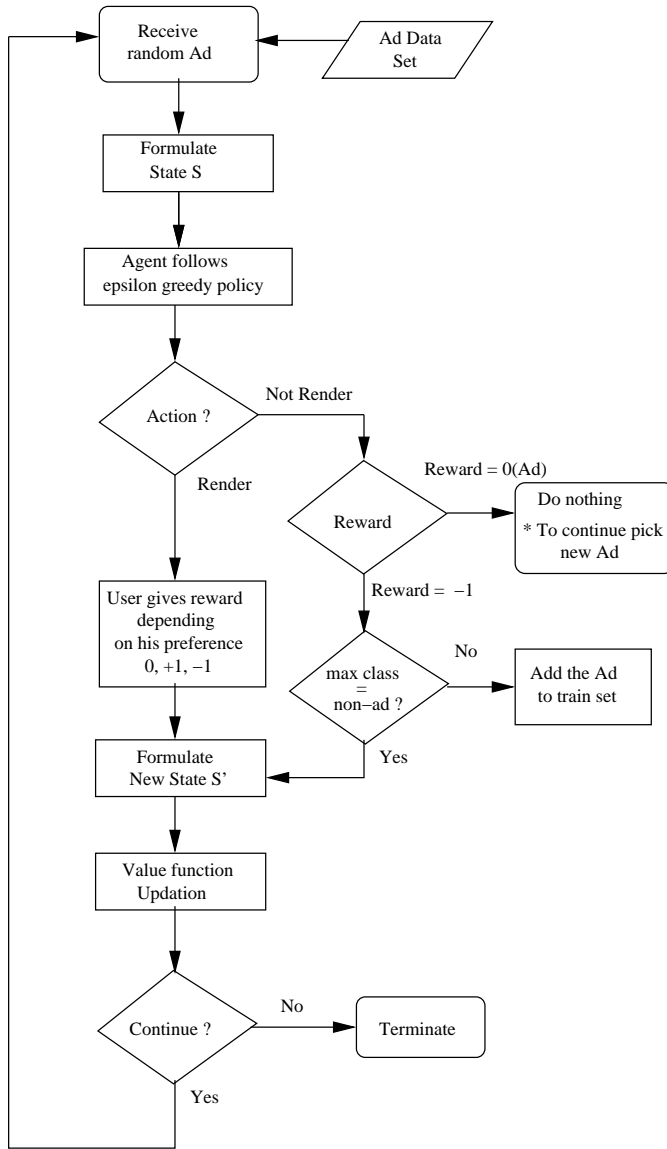 Receive
random Ad
Ad Data
Set
Formulate
State S
Agent follows
epsilon greedy policy
Action ?
Not Render
Render
Reward
Reward = 0(Ad)
Do nothing
* To continue pick
new Ad
User gives reward
depending
on his preference
0, +1, −1
Reward = −1
max class
=
non−ad ?
No
Add the Ad
to train set
Yes
Formulate
New State S’
Value function
Updation
Continue ?
No
Terminate
Yes